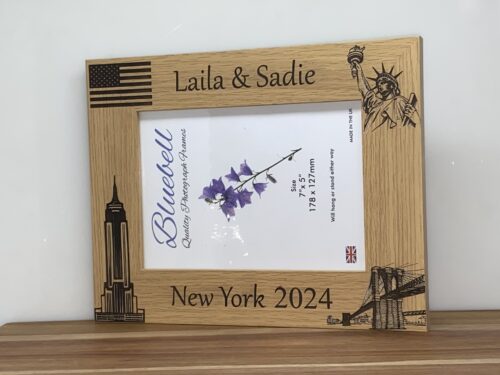 Laila & Sadie
Bluebell
Quality Photograph Frames
Size
7"x 5"
178 x 127mm
Will hang or stand either way
MADE IN THE UK
New York 2024